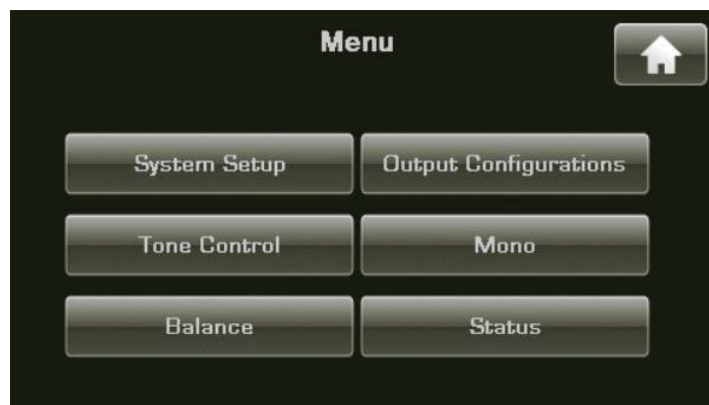 Menu
System Setup
Output Configurations
Tone Control
Mono
Balance
Status